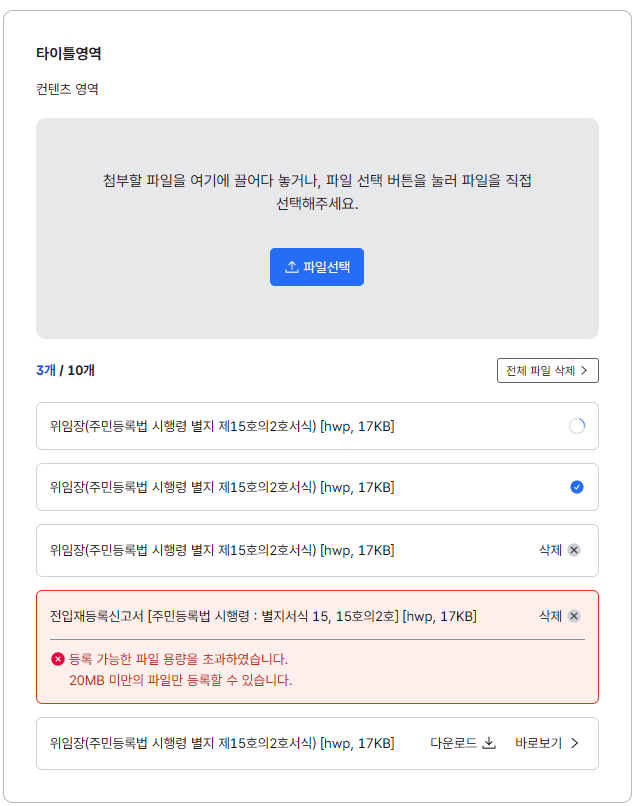 타이틀영역
컨텐츠 영역
첨부할 파일을 여기에 끌어다 놓거나, 파일 선택 버튼을 눌러 파일을 직접
선택해주세요.
파일선택
3개 / 10개
전체 파일 삭제
위임장(주민등록법 시행령 별지 제15호의2호서식) [hwp, 17KB]
위임장(주민등록법 시행령 별지 제15호의2호서식) [hwp, 17KB]
위임장(주민등록법 시행령 별지 제15호의2호서식) [hwp, 17KB] 삭제
전입재등록신고서 [주민등록법 시행령 : 별지서식 15, 15호의2호] [hwp, 17KB] 삭제
등록 가능한 파일 용량을 초과하였습니다.
20MB 미만의 파일만 등록할 수 있습니다.
위임장(주민등록법 시행령 별지 제15호의2호서식) [hwp, 17KB] 다운로드 바로보기